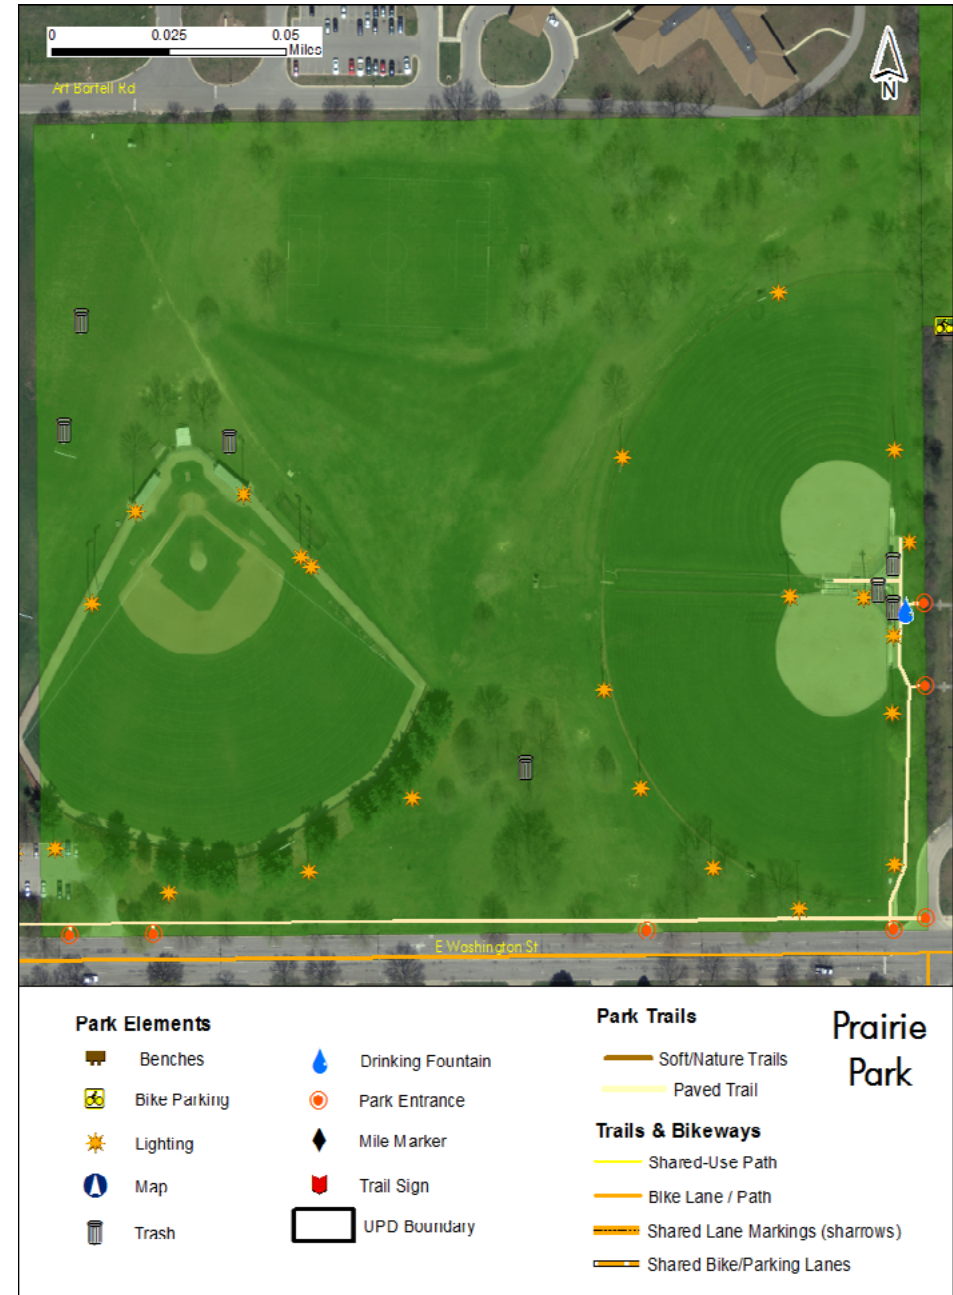 0 0.025 0.05
Miles
N
Art Bartell Rd
E Washington St
Park Elements
Benches
Bike Parking
Lighting
Map
Trash
Drinking Fountain
Park Entrance
Mile Marker
Trail Sign
UPD Boundary
Park Trails
Soft/Nature Trails
Paved Trail
Trails & Bikeways
Shared-Use Path
Bike Lane / Path
Shared Lane Markings (sharrows)
Shared Bike/Parking Lanes
Prairie
Park